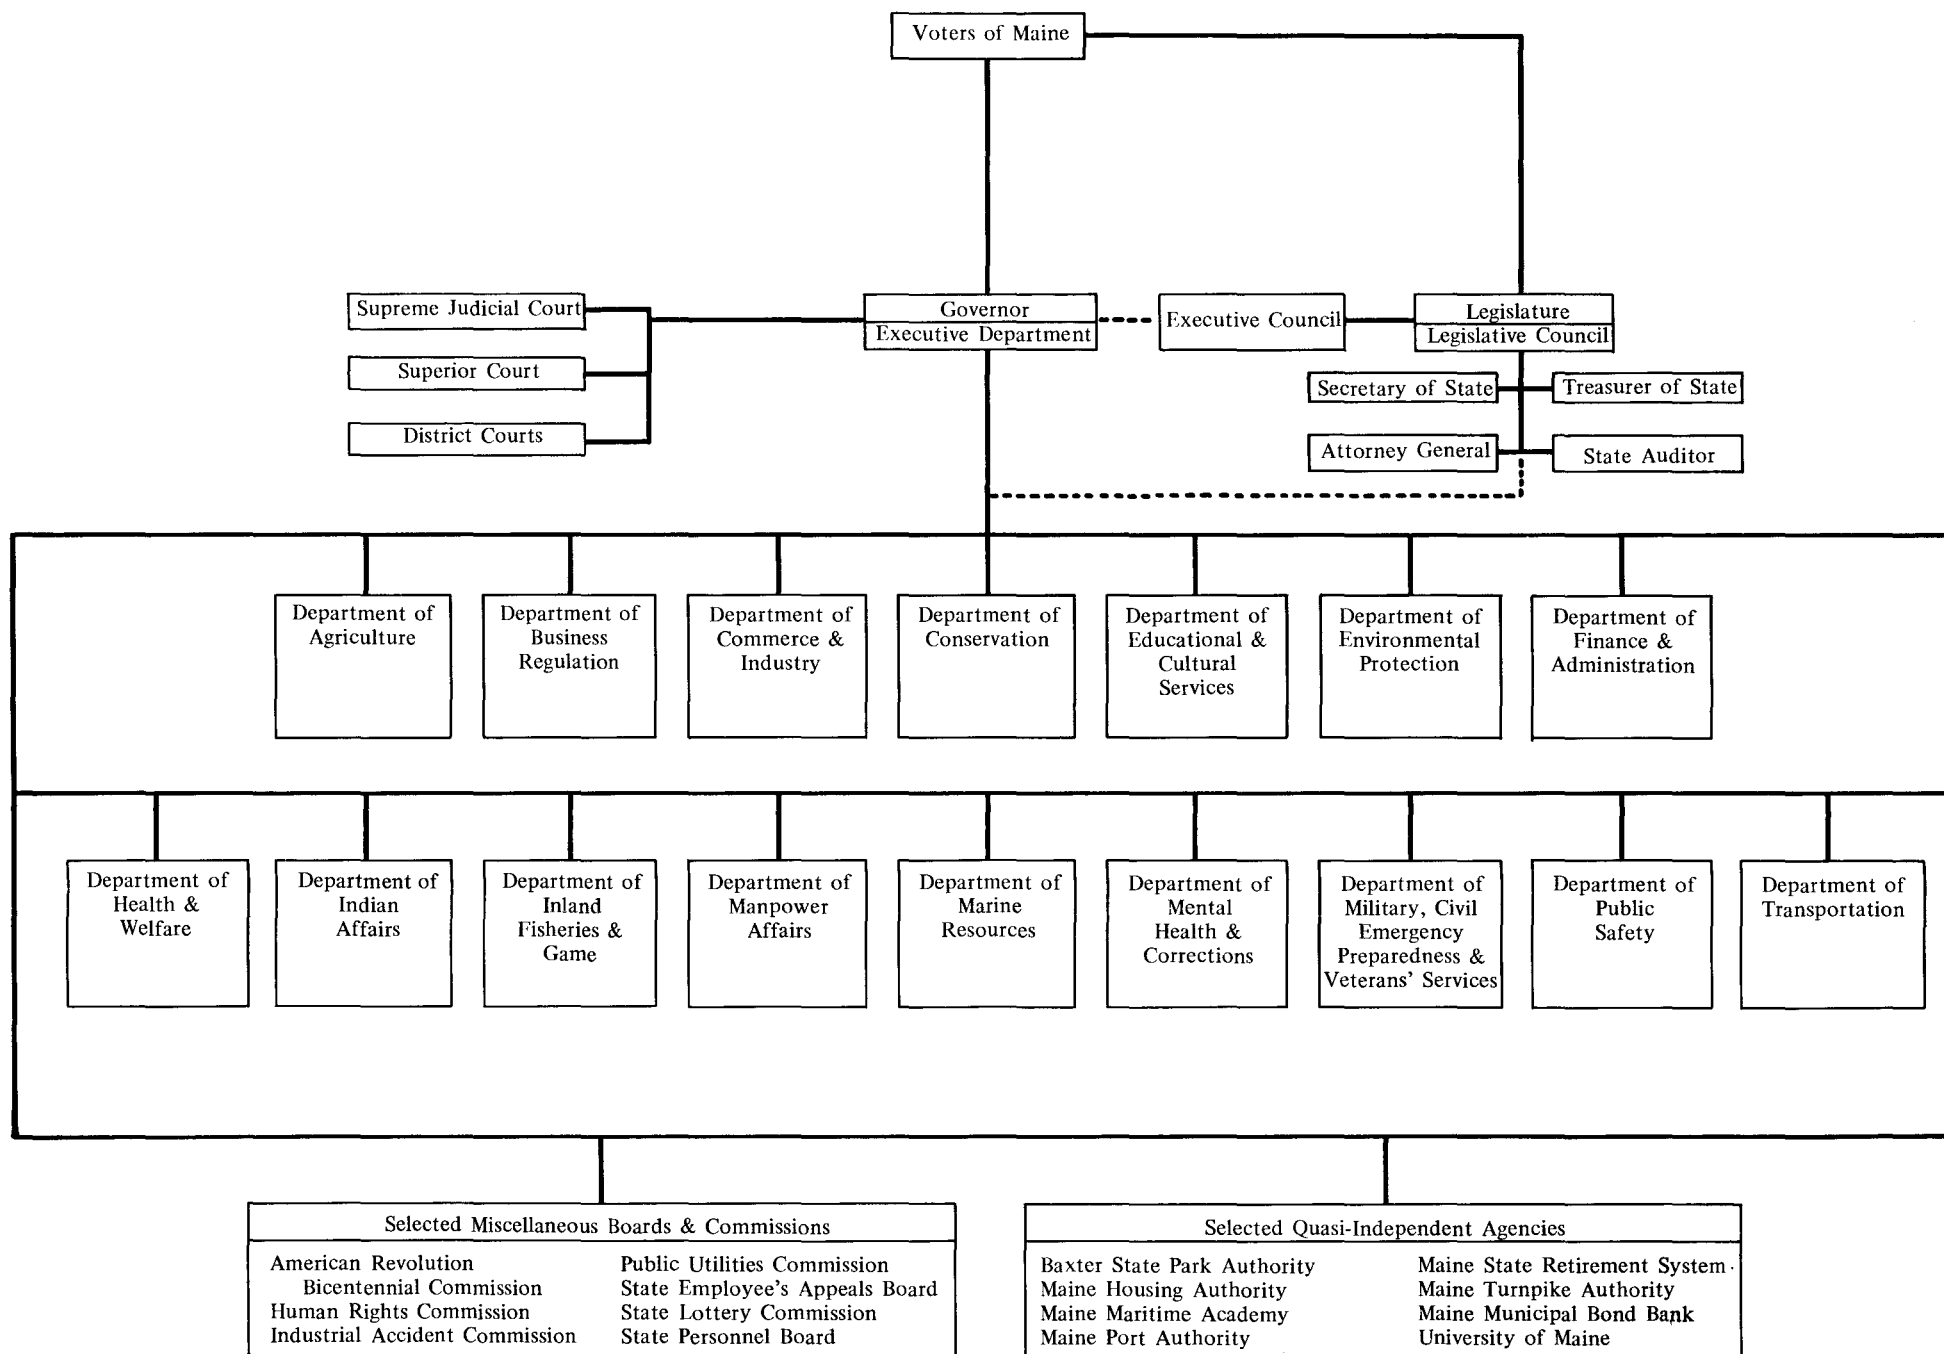 Voters of Maine
Supreme Judicial Court
Superior Court
District Courts
Governor
Executive Department
Executive Council
Legislature
Legislative Council
Secretary of State
Treasurer of State
Attorney General
State Auditor
Department of
Agriculture
Department of
Business
Regulation
Department of
Commerce &
Industry
Department of
Conservation
Department of
Educational &
Cultural
Services
Department of
Environmental
Protection
Department of
Finance &
Administration
Department of
Health &
Welfare
Department of
Indian
Affairs
Department of
Inland
Fisheries &
Game
Department of
Manpower
Affairs
Department of
Marine
Resources
Department of
Mental
Health &
Corrections
Department of
Military, Civil
Emergency
Preparedness &
Veterans' Services
Department of
Public
Safety
Department of
Transportation
Selected Miscellaneous Boards & Commissions
American Revolution
Bicentennial Commission
Human Rights Commission
Industrial Accident Commission
Public Utilities Commission
State Employee's Appeals Board
State Lottery Commission
State Personnel Board
Selected Quasi-Independent Agencies
Baxter State Park Authority
Maine Housing Authority
Maine Maritime Academy
Maine Port Authority
Maine State Retirement System
Maine Turnpike Authority
Maine Municipal Bond Bank
University of Maine